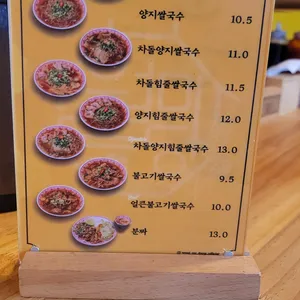 양지쌀국수 10.5
차돌양지쌀국수 11.0
차돌힘줄쌀국수 11.5
양지힘줄쌀국수 12.0
차돌양지힘줄쌀국수 13.0
불고기쌀국수 9.5
얼큰불고기쌀국수 10.0
분짜 13.0